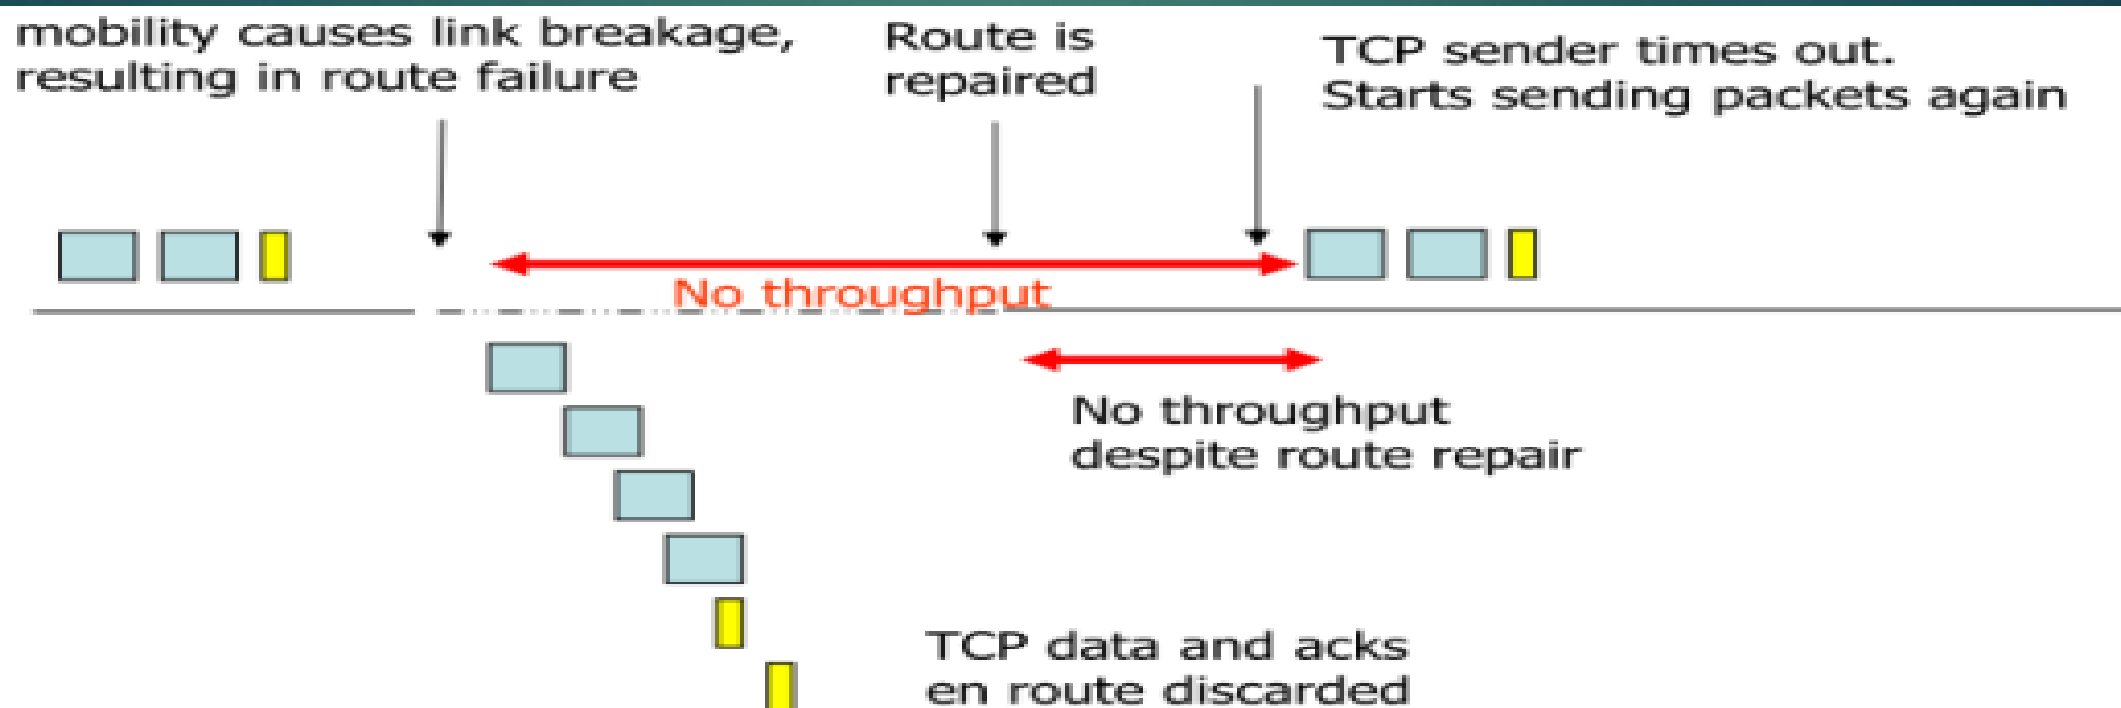 mobility causes link breakage,
resulting in route failure
Route is
repaired
TCP sender times out.
Starts sending packets again
No throughput
No throughput
despite route repair
TCP data and acks
en route discarded